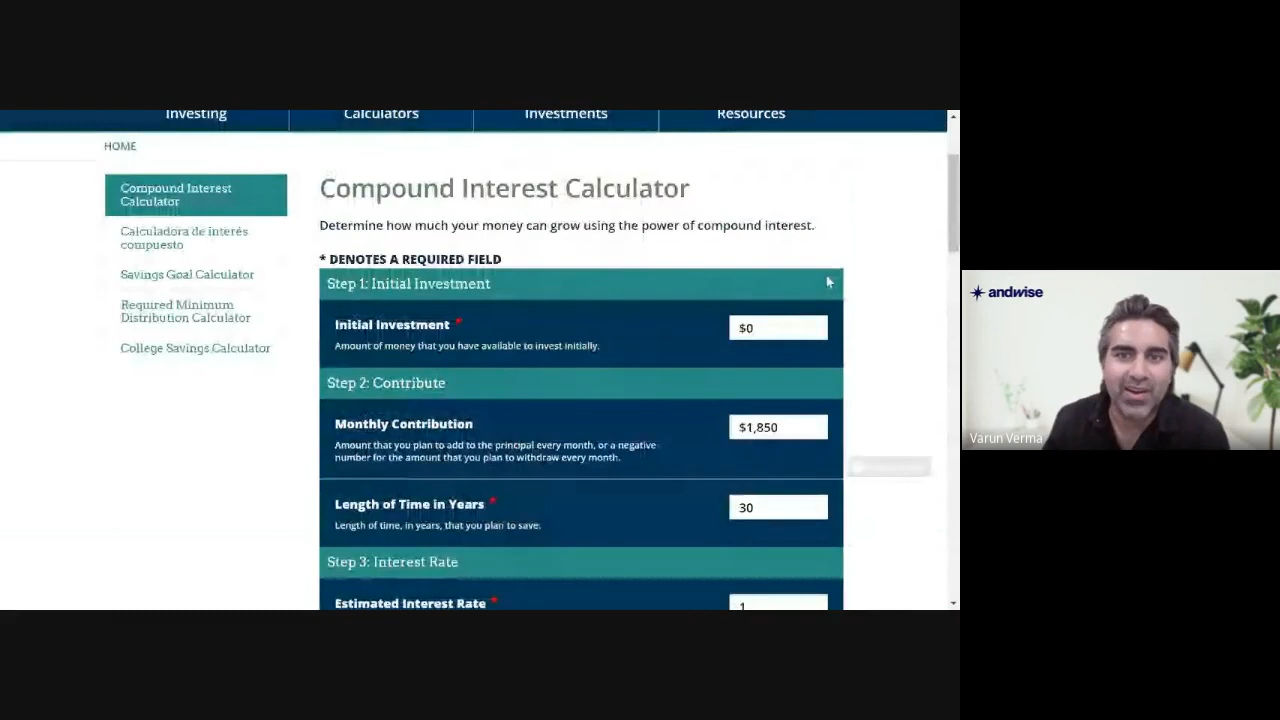 Investing
Calculators
Investments
Resources
HOME
Compound Interest
Calculator
Calculadora de interés
compuesto
Savings Goal Calculator
Required Minimum
Distribution Calculator
College Savings Calculator
Compound Interest Calculator
Determine how much your money can grow using the power of compound interest.
* DENOTES A REQUIRED FIELD
Step 1: Initial Investment
Initial Investment *
$0
Amount of money that you have available to invest initially.
Step 2: Contribute
Monthly Contribution
$1,850
Amount that you plan to add to the principal every month, or a negative
number for the amount that you plan to withdraw every month.
Length of Time in Years *
30
Length of time, in years, that you plan to save.
Step 3: Interest Rate
Estimated Interest Rate *
andwise
Varun Verma